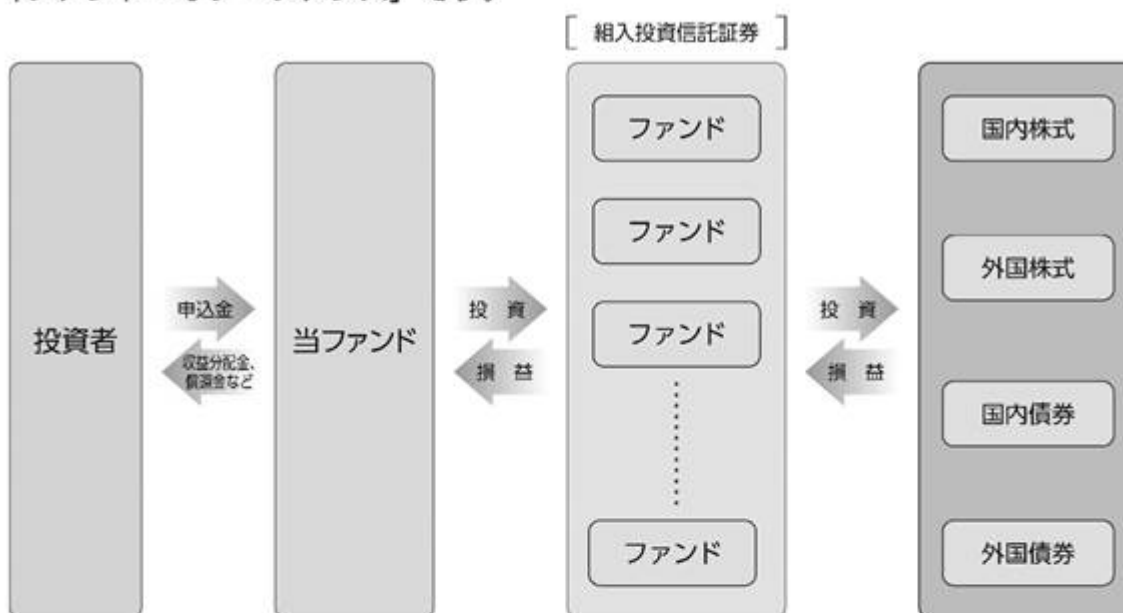 組入投資信託証券
投資者
申込金
収益分配金、
償還金など
当ファンド
投 資
損 益
ファンド
ファンド
ファンド
ファンド
投 資
損 益
国内株式
外国株式
国内債券
外国債券